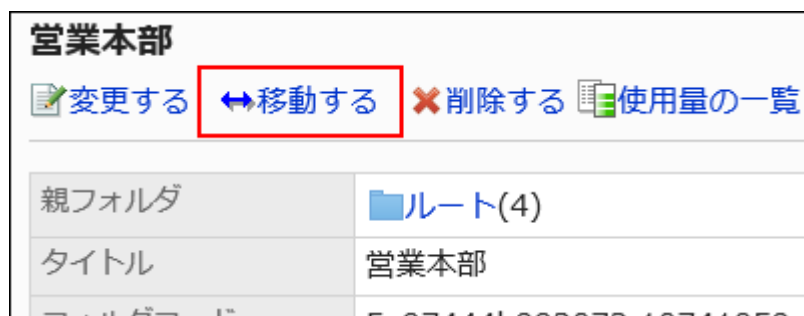 営業本部
変更する 移動する 削除する 使用量の一覧
親フォルダ ルート(4)
タイトル 営業本部